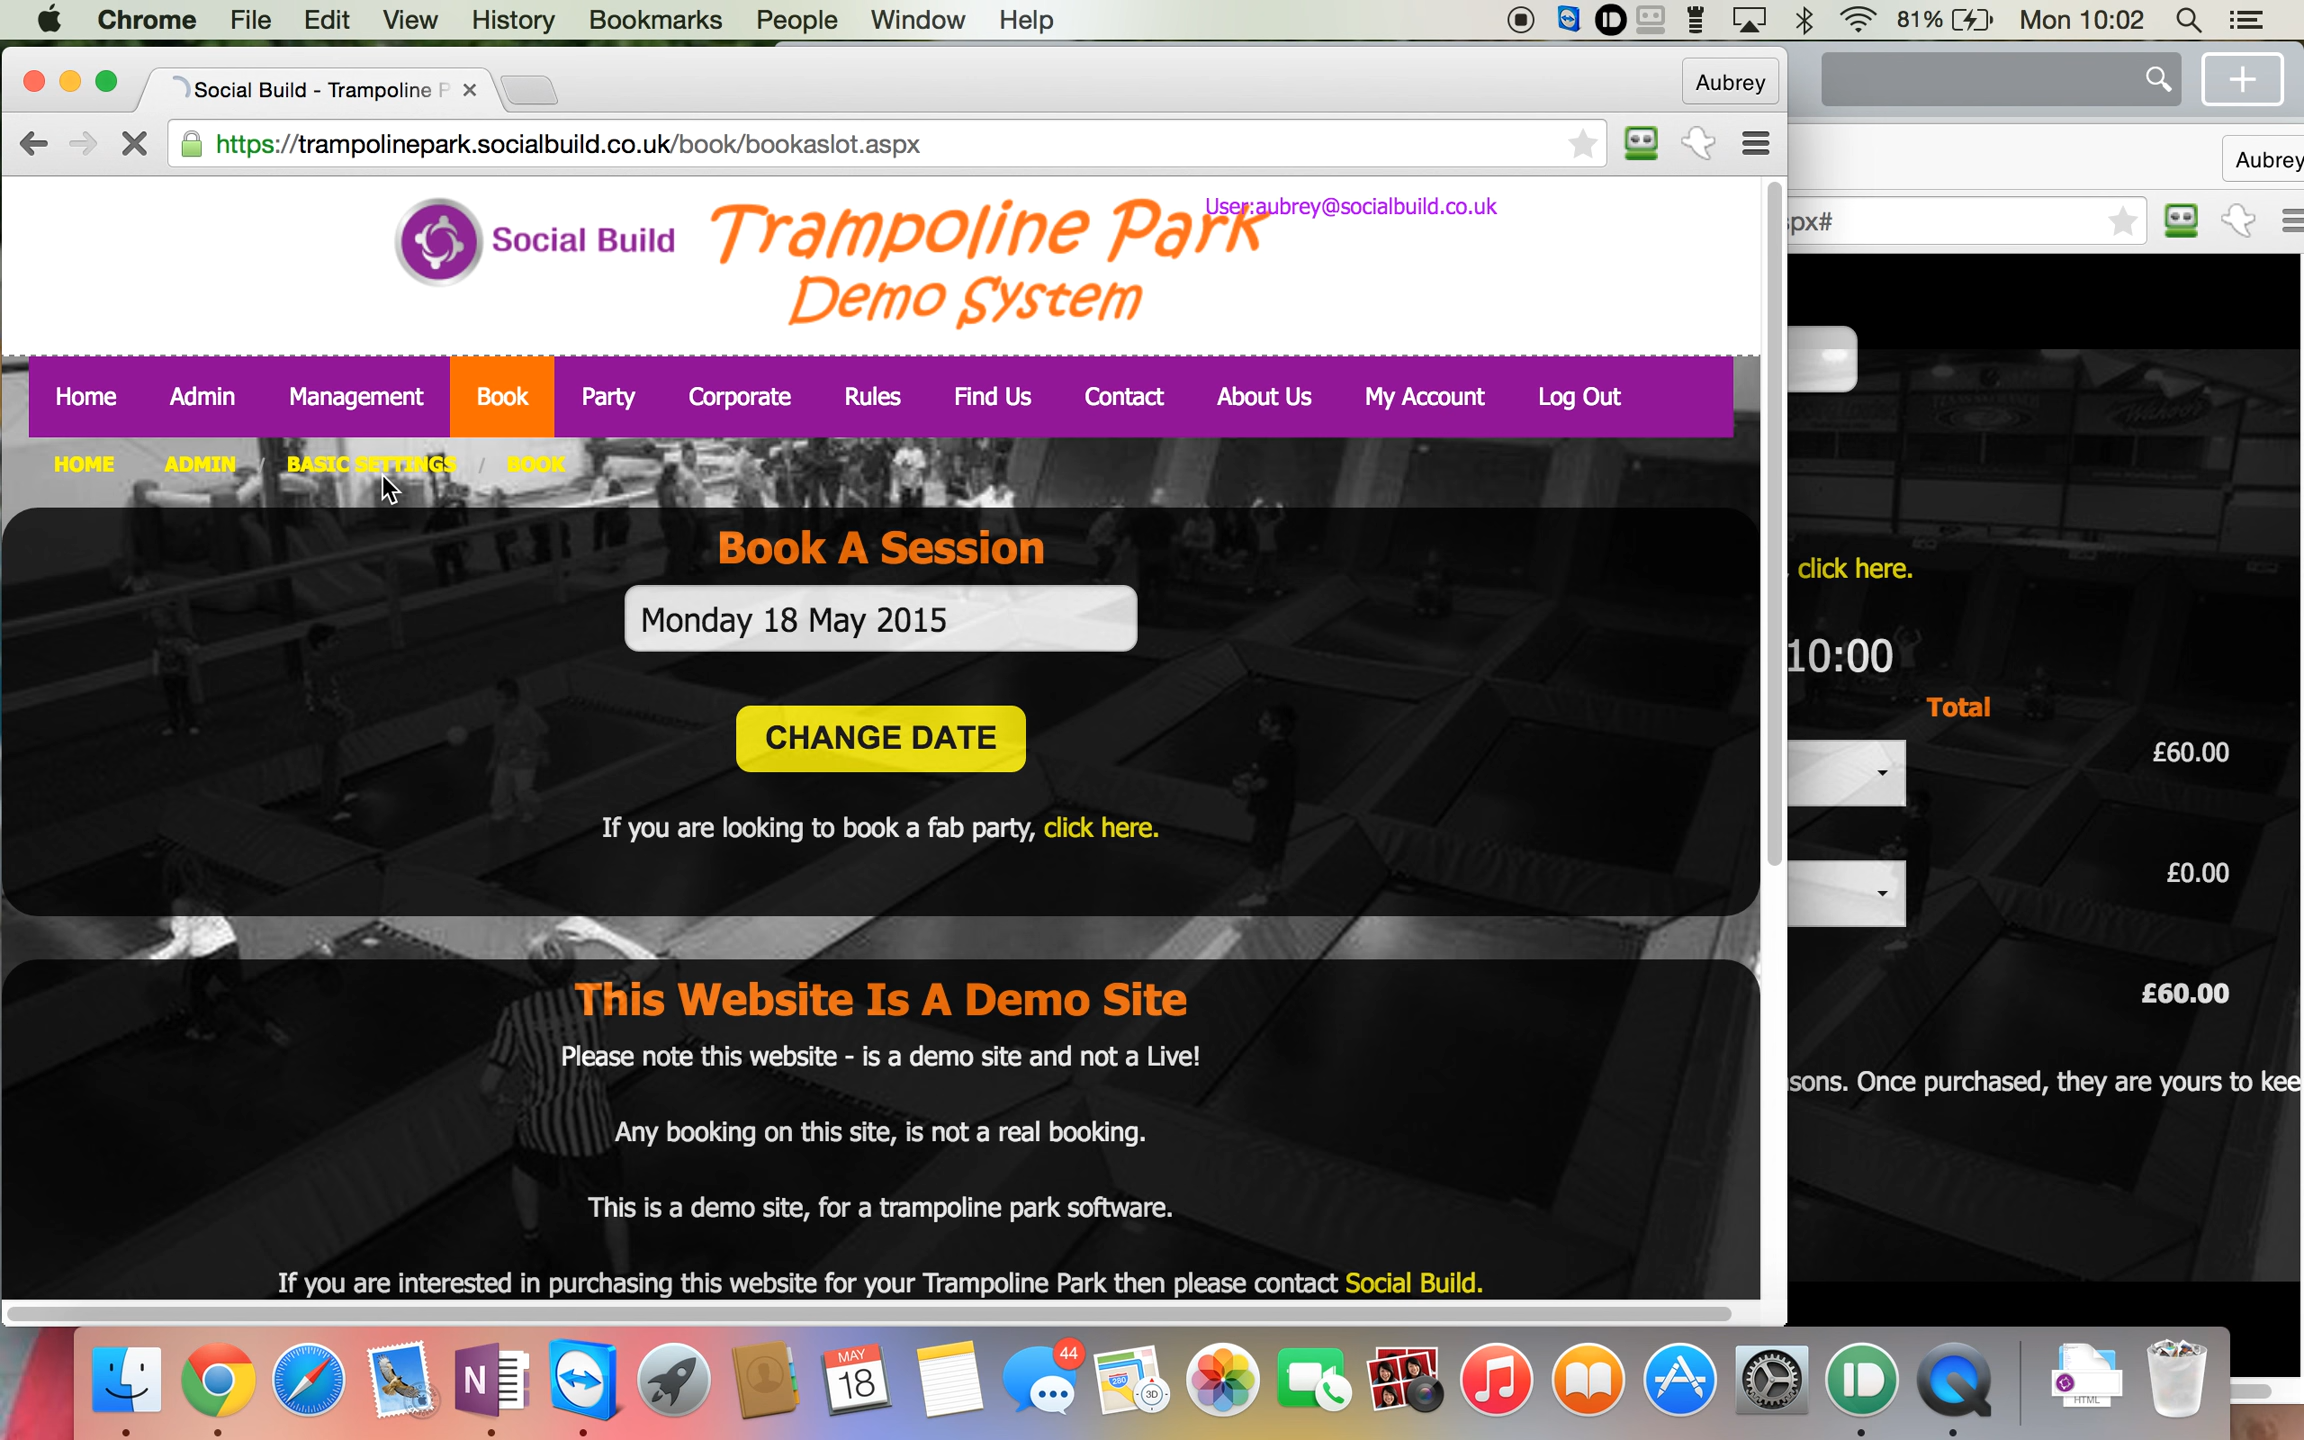 Chrome File Edit View History Bookmarks People Window Help 81% Mon 10:02
Social Build - Trampoline P
Aubrey
https://trampolinepark.socialbuild.co.uk/book/bookaslot.aspx
Aubrey
px#
User:aubrey@socialbuild.co.uk
Social Build
Trampoline Park
Demo System
Home Admin Management Book Party Corporate Rules Find Us Contact About Us My Account Log Out
HOME ADMIN / BASIC SETTINGS / BOOK
Book A Session
Monday 18 May 2015
CHANGE DATE
If you are looking to book a fab party, click here.
This Website Is A Demo Site
Please note this website - is a demo site and not a Live!
Any booking on this site, is not a real booking.
This is a demo site, for a trampoline park software.
If you are interested in purchasing this website for your Trampoline Park then please contact Social Build.
click here.
10:00
Total
£60.00
£0.00
£60.00
sons. Once purchased, they are yours to kee
N
MAY
18
44
280
3D
HTML